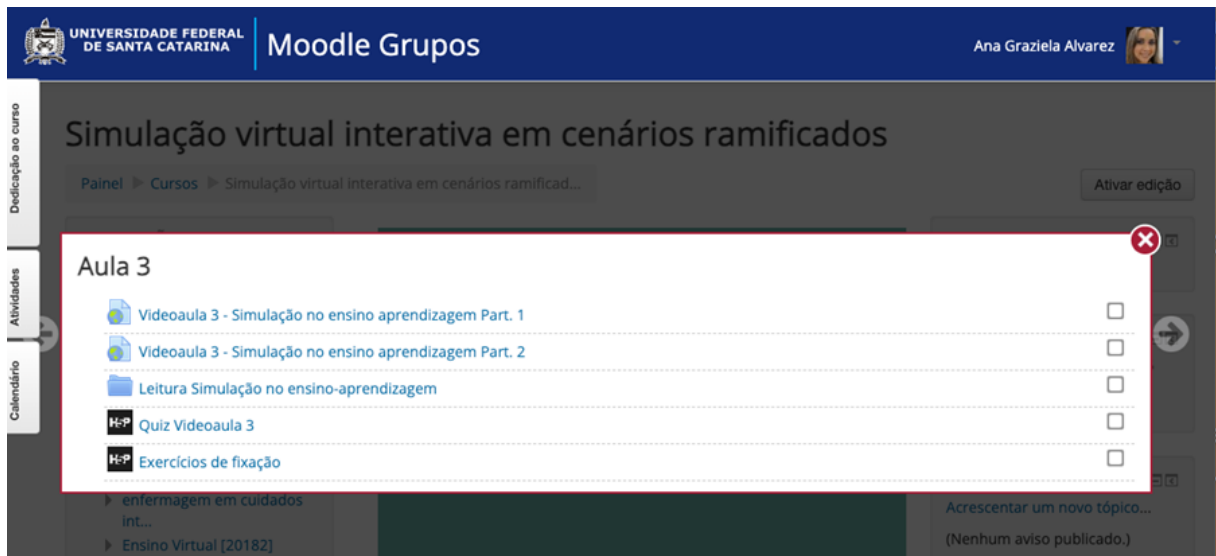 UNIVERSIDADE FEDERAL
DE SANTA CATARINA
Moodle Grupos
Ana Graziela Alvarez
Dedicação ao curso
Atividades
Calendário
Simulação virtual interativa em cenários ramificados
Painel Cursos Simulação virtual interativa em cenários ramificad...
Ativar edição
Aula 3
Videoaula 3 - Simulação no ensino aprendizagem Part. 1
Videoaula 3 - Simulação no ensino aprendizagem Part. 2
Leitura Simulação no ensino-aprendizagem
H5P Quiz Videoaula 3
H5P Exercícios de fixação
enfermagem em cuidados
int...
Ensino Virtual [20182]
Acrescentar um novo tópico...
(Nenhum aviso publicado.)